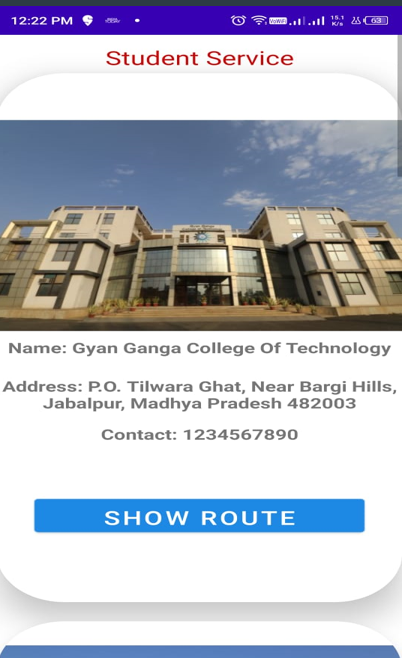 12:22 PM
15.1
K/s
63
Student Service
Name: Gyan Ganga College Of Technology
Address: P.O. Tilwara Ghat, Near Bargi Hills,
Jabalpur, Madhya Pradesh 482003
Contact: 1234567890
SHOW ROUTE